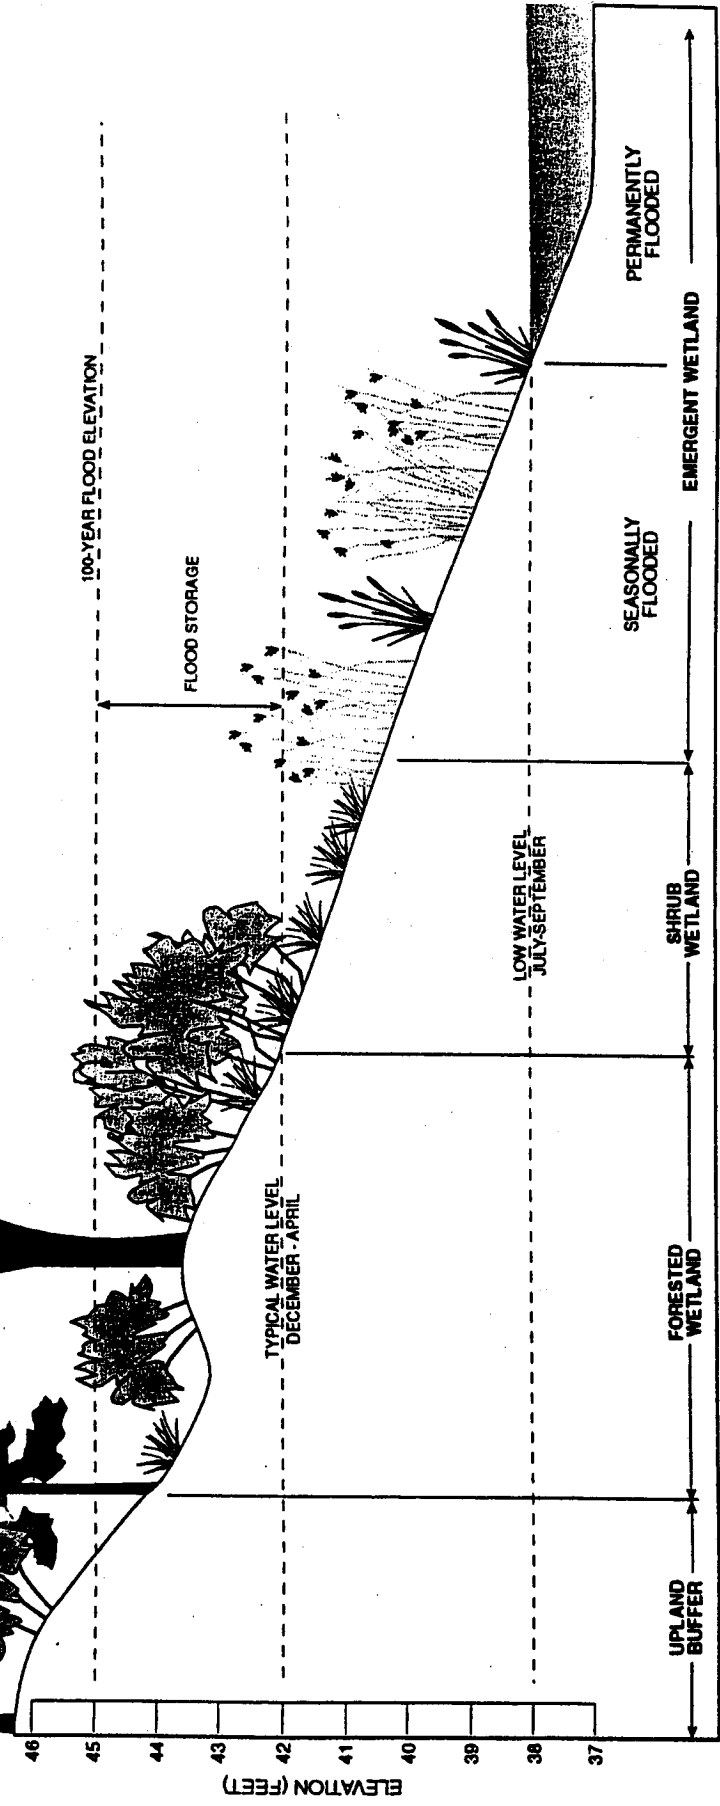 100-YEAR FLOOD ELEVATION
FLOOD STORAGE
TYPICAL WATER LEVEL
DECEMBER - APRIL
LOW WATER LEVEL
JULY-SEPTEMBER
ELEVATION (FEET)
46
45
44
43
42
41
40
39
38
37
SEASONALLY
FLOODED
PERMANENTLY
FLOODED
UPLAND
BUFFER
FORESTED
WETLAND
SHRUB
WETLAND
EMERGENT WETLAND